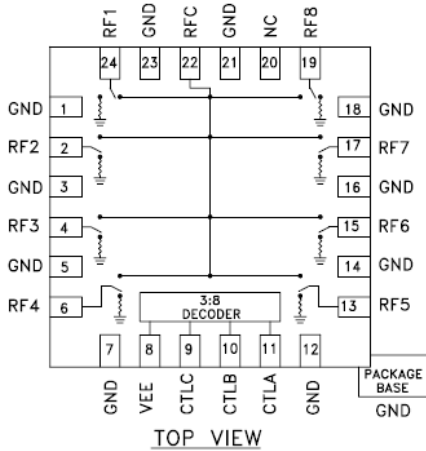 RF1 GND RFC GND NC RF8
24 23 22 21 20 19
GND 1 18 GND
RF2 2 17 RF7
GND 3 16 GND
RF3 4 15 RF6
GND 5 14 GND
RF4 6 13 RF5
3:8
DECODER
7 8 9 10 11 12
GND VEE CTLC CTLB CTLA GND
PACKAGE
BASE
GND
TOP VIEW